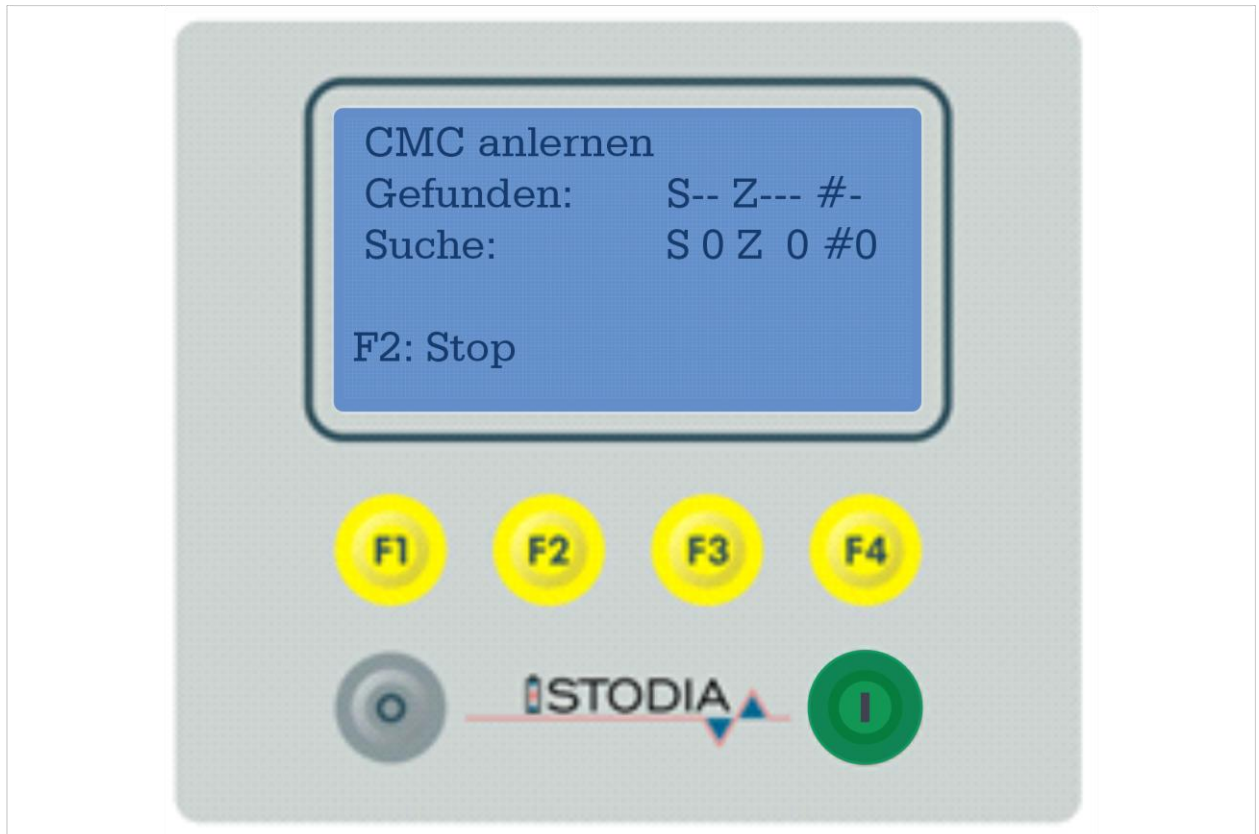 CMC anlernen
Gefunden: S-- Z--- #-
Suche: S 0 Z 0 #0
F2: Stop
F1 F2 F3 F4
O STODIA I